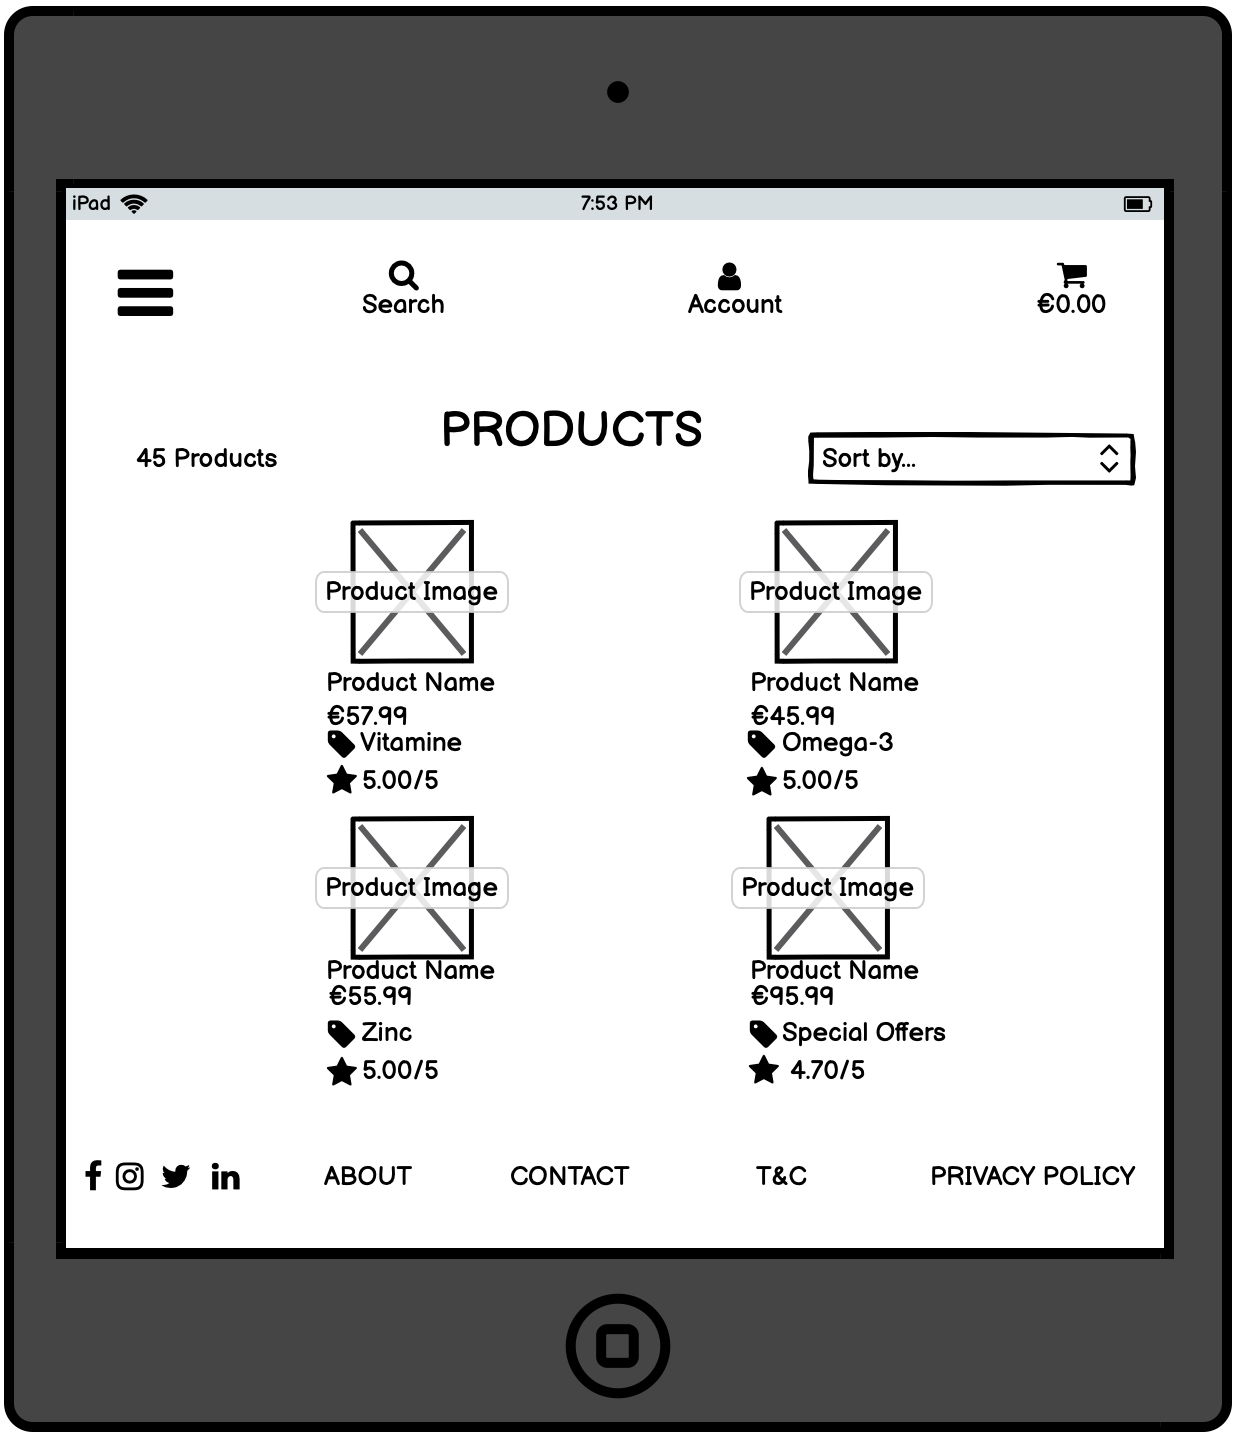 iPad 7:53 PM
Search Account €0.00
PRODUCTS
45 Products Sort by...
Product Image Product Image
Product Name Product Name
€57.99 €45.99
Vitamine Omega-3
5.00/5 5.00/5
Product Image Product Image
Product Name Product Name
€55.99 €95.99
Zinc Special Offers
5.00/5 4.70/5
ABOUT CONTACT T&C PRIVACY POLICY